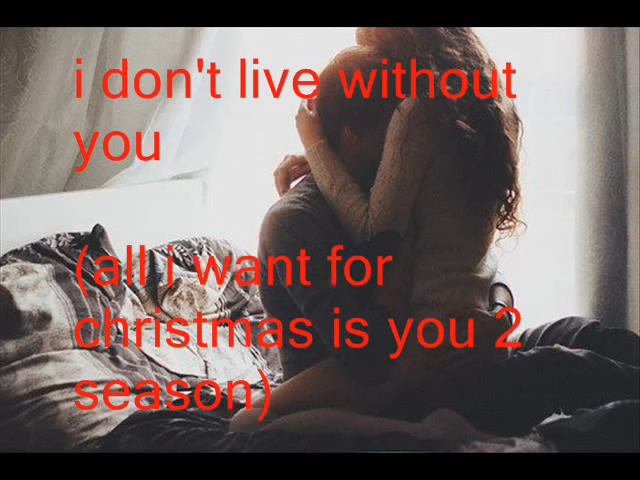 i don't live without
you
(all i want for
christmas is you 2
season)